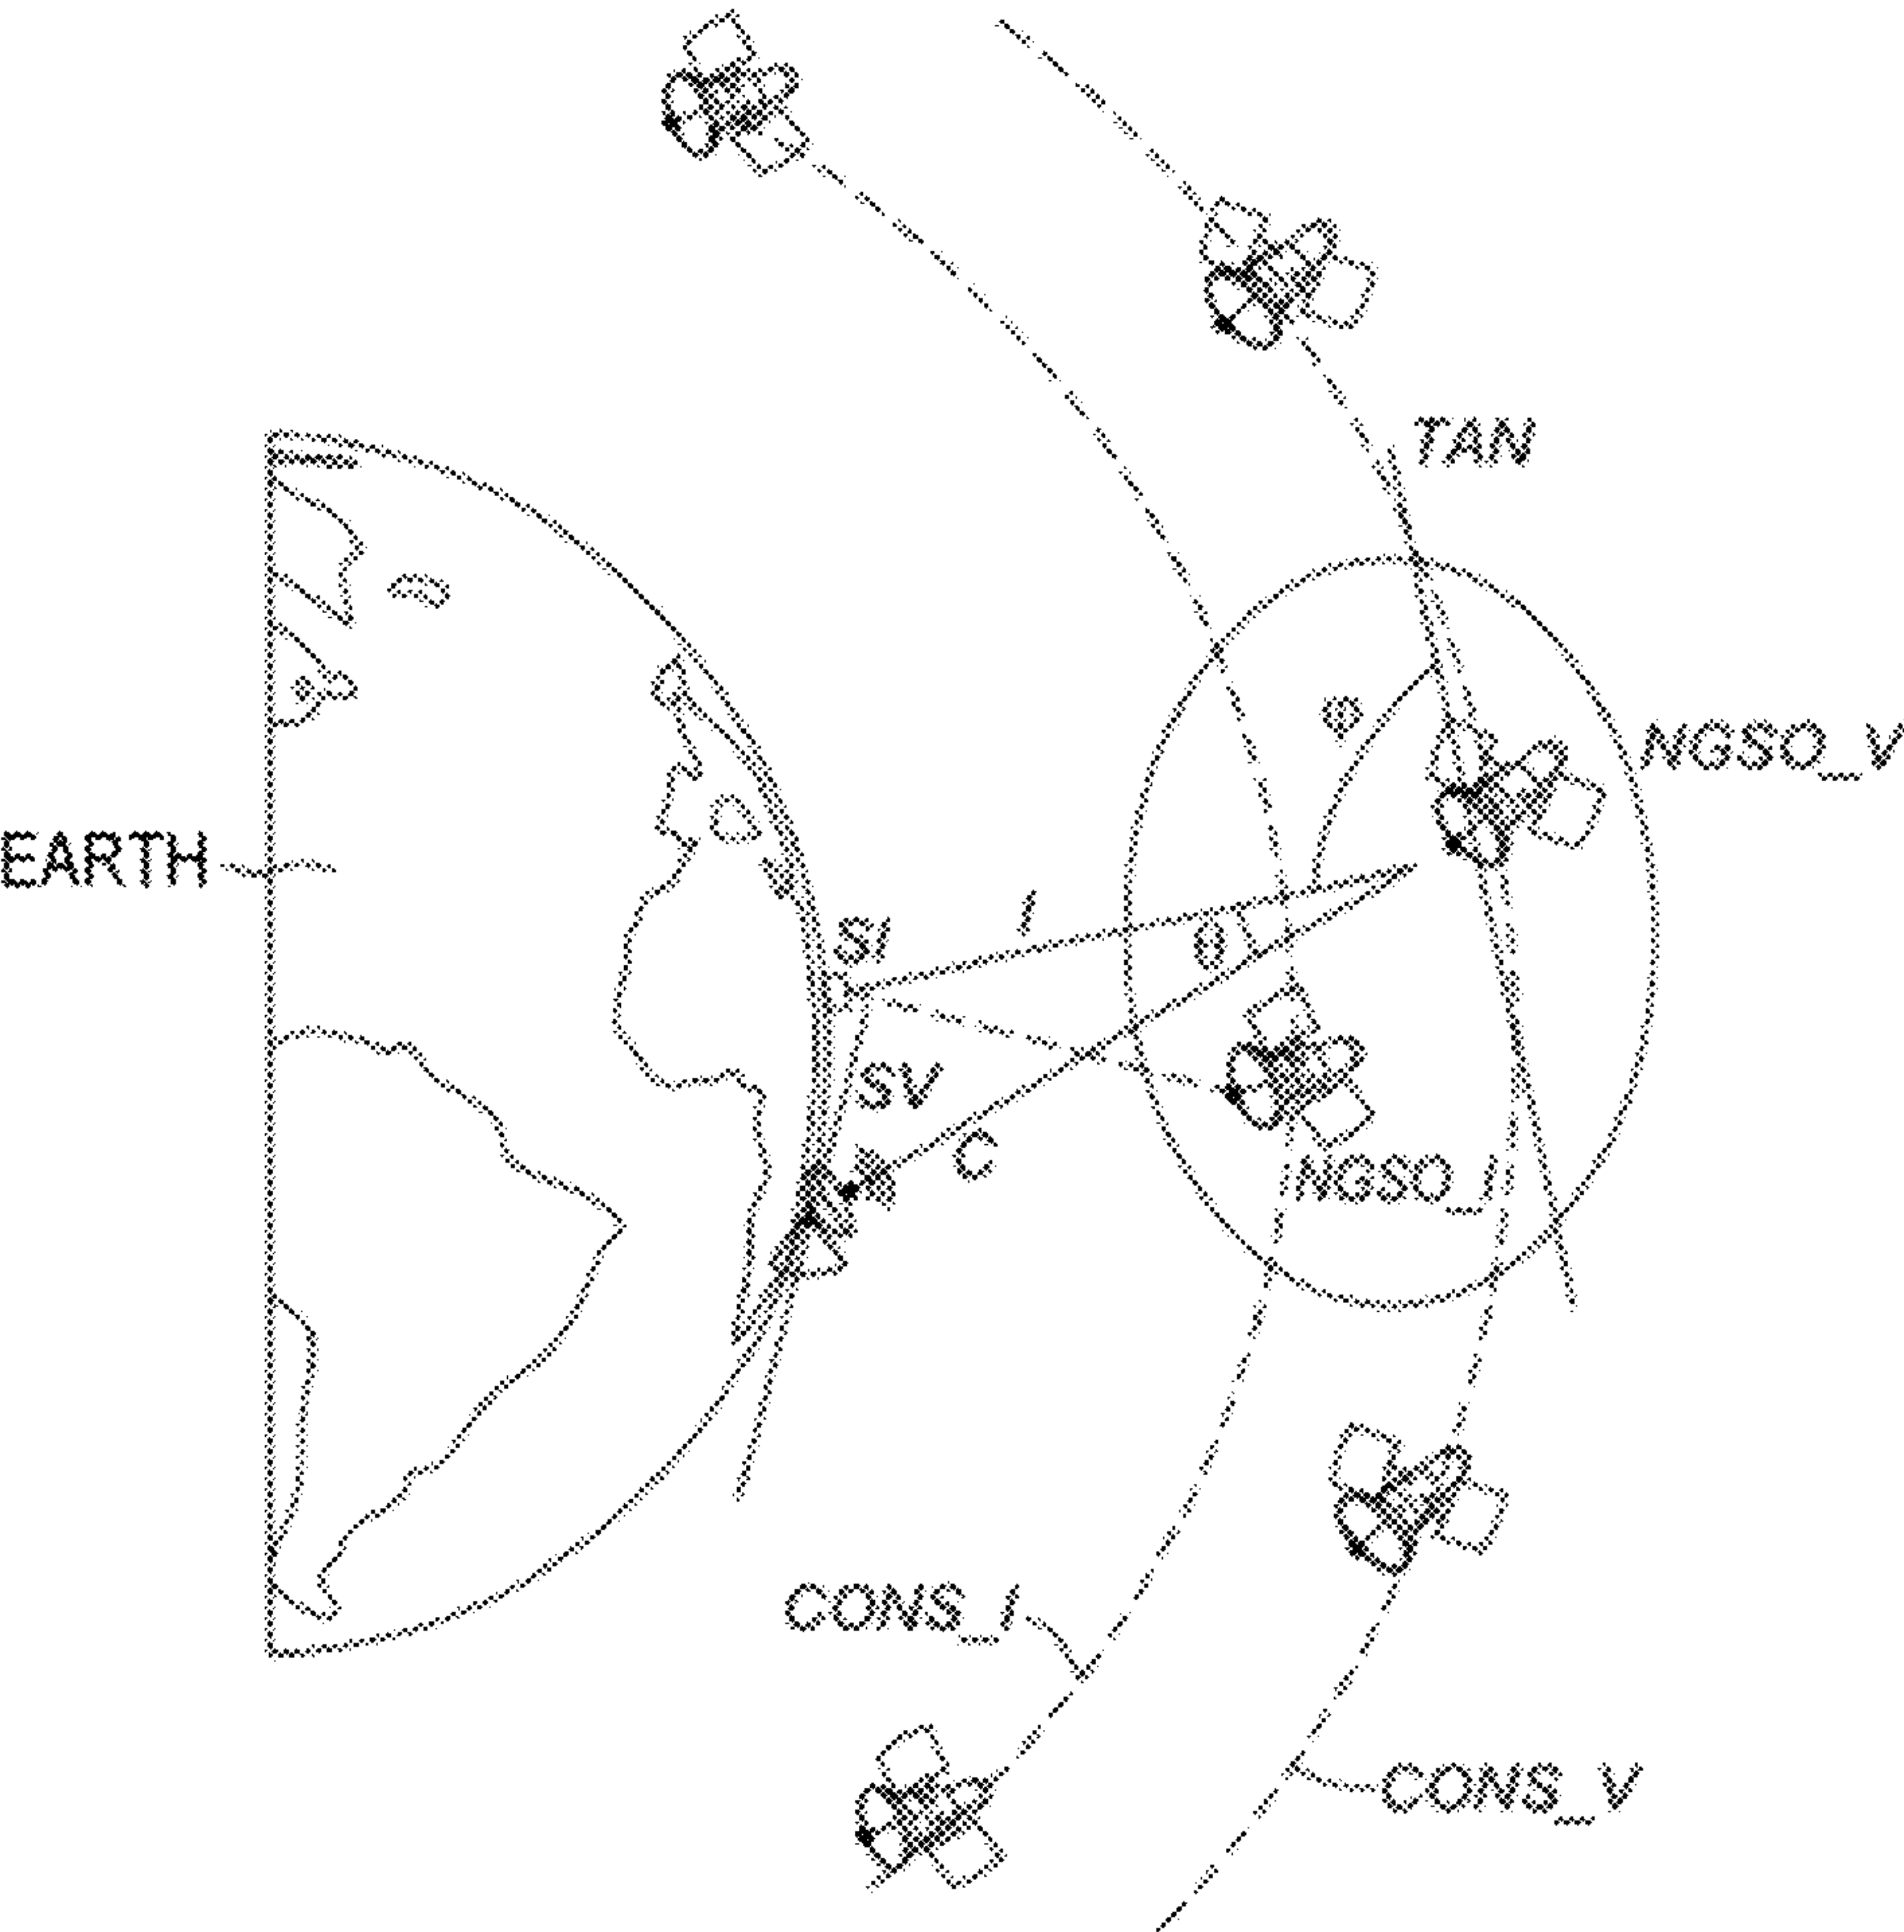 TAN
Φ
NGSO_V
EARTH
SI
I
θ
SV
C
NGSO_I
CONS_I
CONS_V